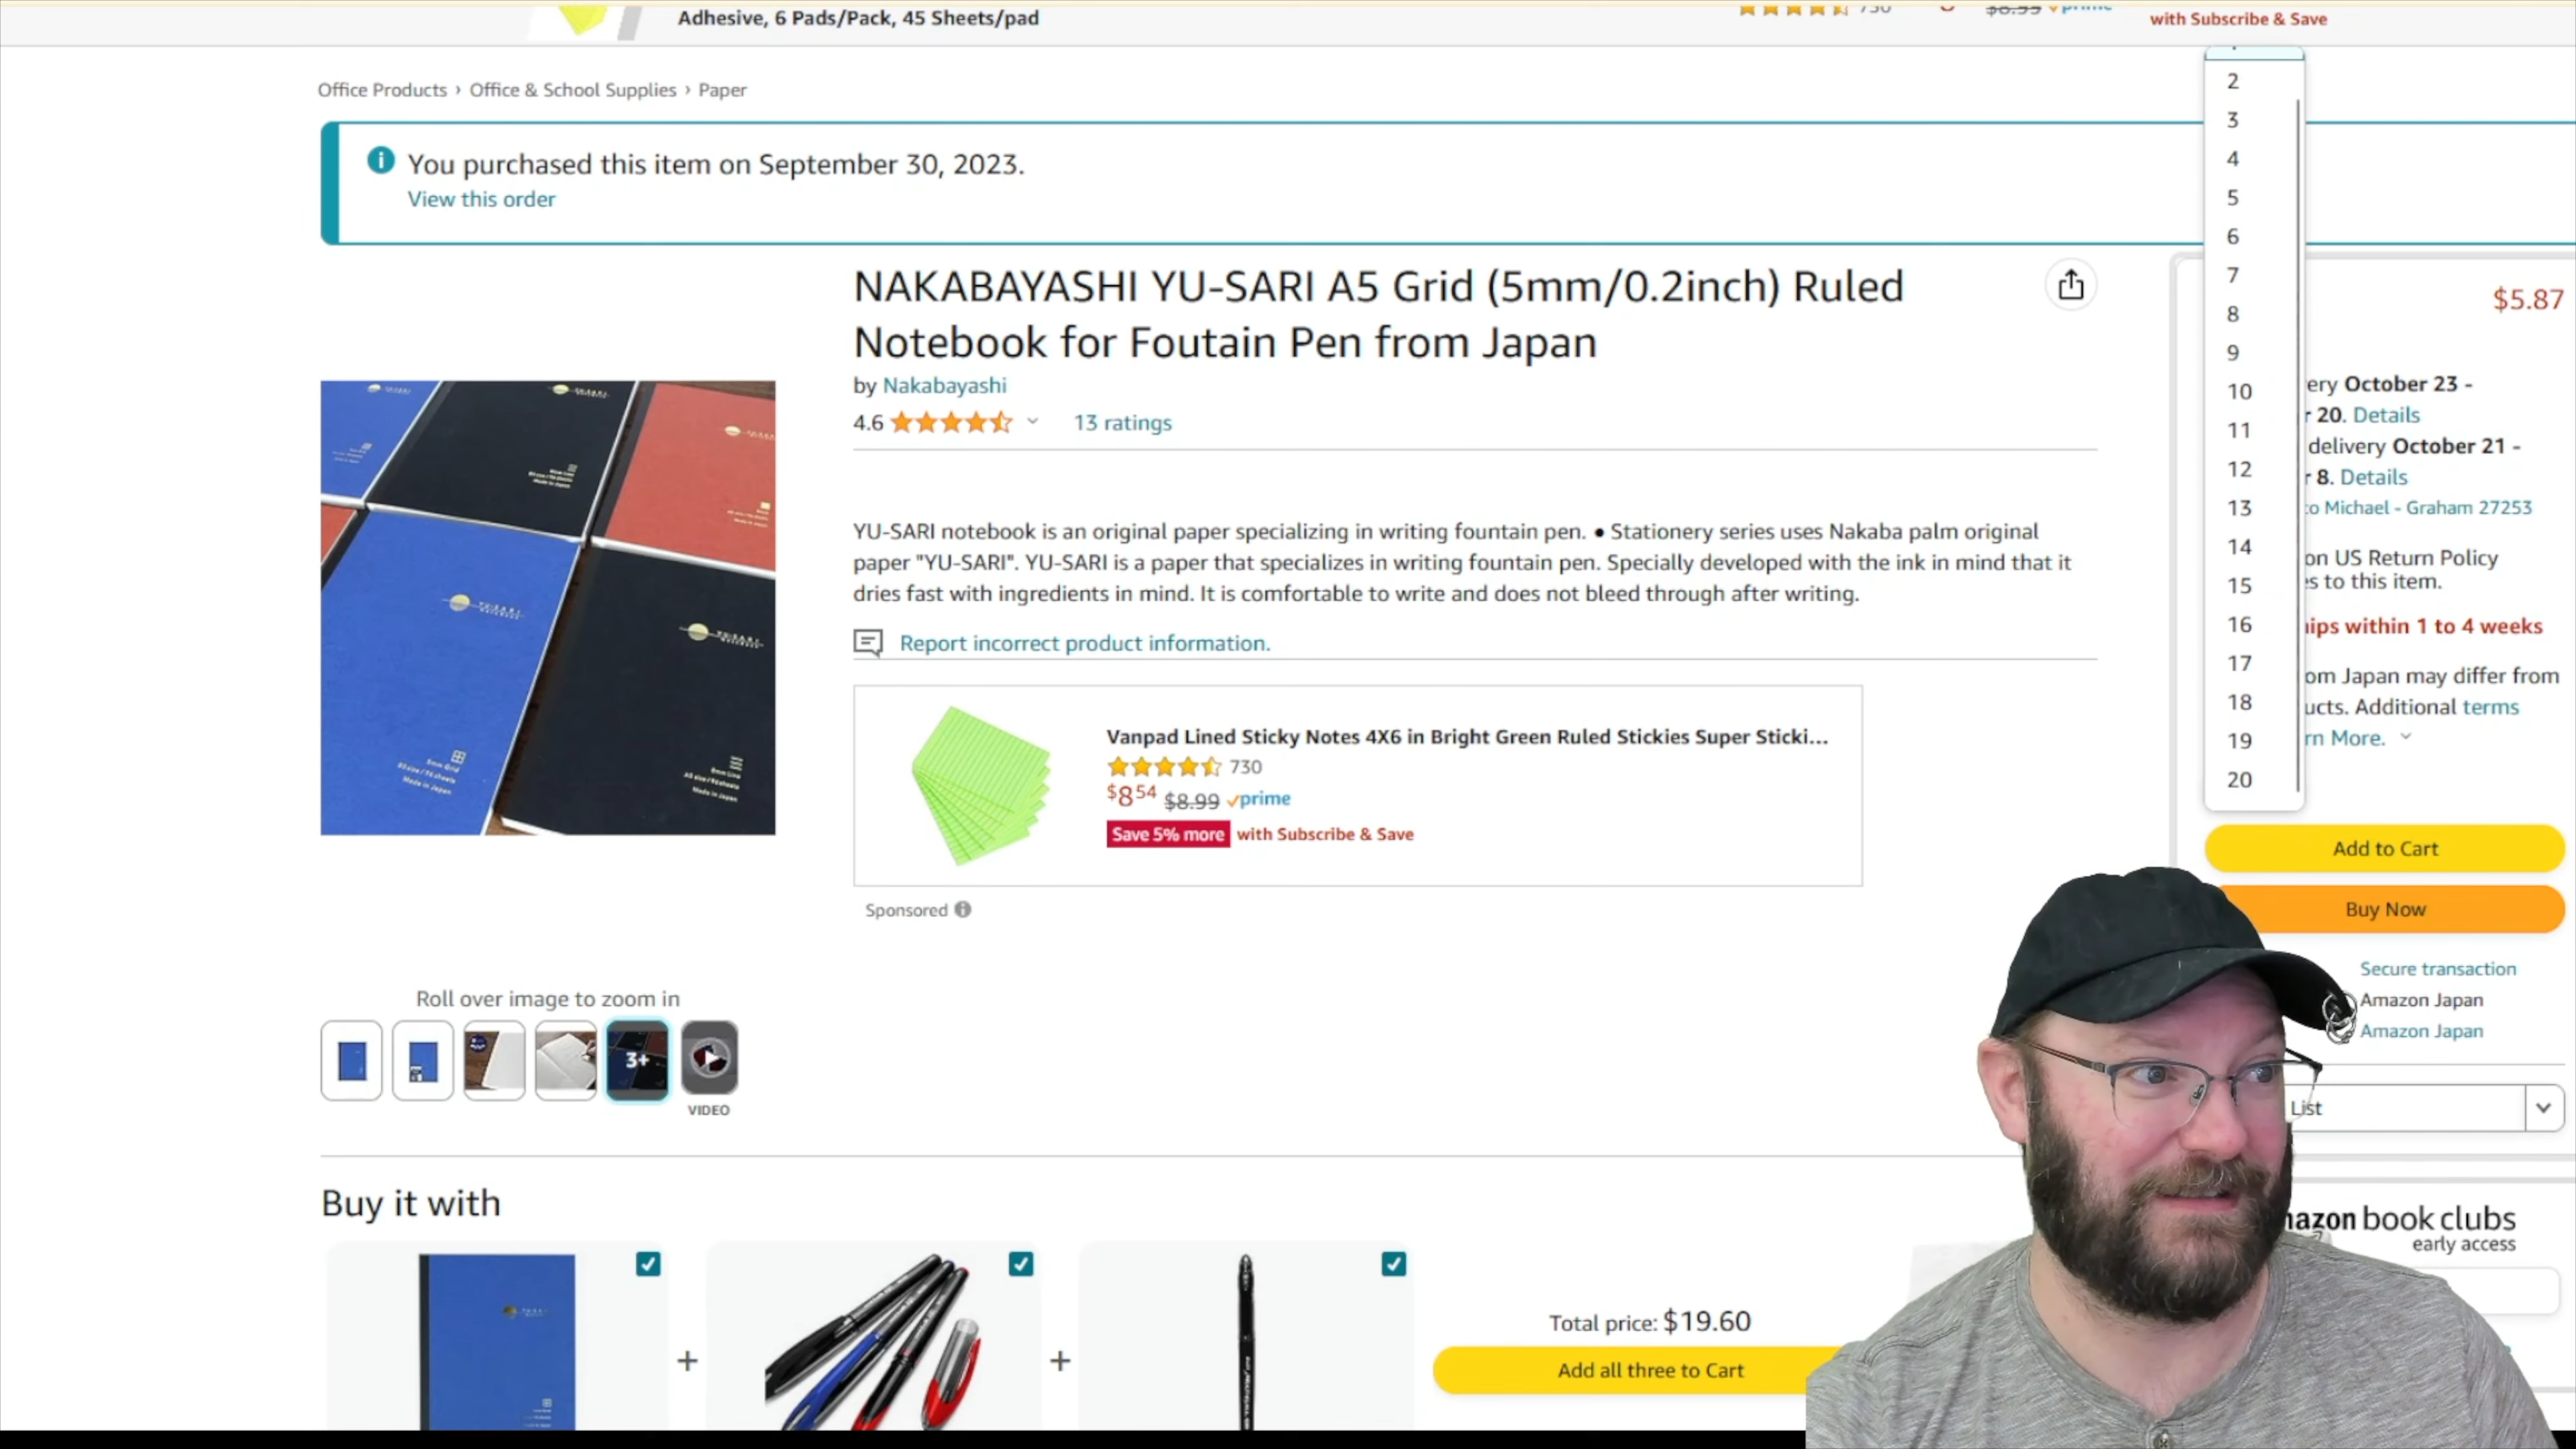 Adhesive, 6 Pads/Pack, 45 Sheets/pad
730 $8.99 prime
with Subscribe & Save
Office Products › Office & School Supplies › Paper
You purchased this item on September 30, 2023.
View this order
NAKABAYASHI YU-SARI A5 Grid (5mm/0.2inch) Ruled
Notebook for Foutain Pen from Japan
by Nakabayashi
4.6 13 ratings
YU-SARI notebook is an original paper specializing in writing fountain pen. • Stationery series uses Nakaba palm original
paper "YU-SARI". YU-SARI is a paper that specializes in writing fountain pen. Specially developed with the ink in mind that it
dries fast with ingredients in mind. It is comfortable to write and does not bleed through after writing.
Report incorrect product information.
Vanpad Lined Sticky Notes 4X6 in Bright Green Ruled Stickies Super Sticki...
730
$8 54 $8.99 prime
Save 5% more with Subscribe & Save
Sponsored
Roll over image to zoom in
3+
VIDEO
2
3
4
5
6
7
8
9
10
11
12
13
14
15
16
17
18
19
20
$5.87
ery October 23 -
r 20. Details
delivery October 21 -
r 8. Details
to Michael - Graham 27253
on US Return Policy
es to this item.
ips within 1 to 4 weeks
om Japan may differ from
ucts. Additional terms
rn More.
Add to Cart
Buy Now
Secure transaction
Amazon Japan
Amazon Japan
List
mazon book clubs
early access
Buy it with
+
+
Total price: $19.60
Add all three to Cart